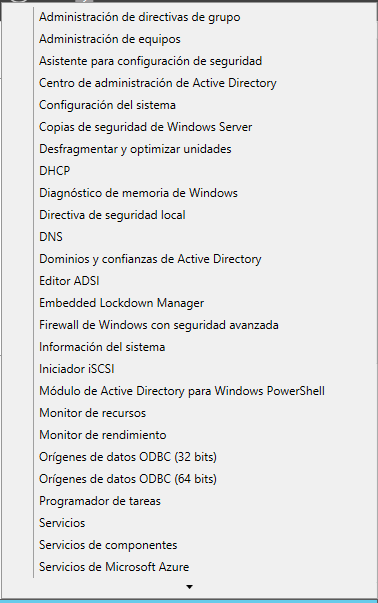 Administración de directivas de grupo
Administración de equipos
Asistente para configuración de seguridad
Centro de administración de Active Directory
Configuración del sistema
Copias de seguridad de Windows Server
Desfragmentar y optimizar unidades
DHCP
Diagnóstico de memoria de Windows
Directiva de seguridad local
DNS
Dominios y confianzas de Active Directory
Editor ADSI
Embedded Lockdown Manager
Firewall de Windows con seguridad avanzada
Información del sistema
Iniciador iSCSI
Módulo de Active Directory para Windows PowerShell
Monitor de recursos
Monitor de rendimiento
Orígenes de datos ODBC (32 bits)
Orígenes de datos ODBC (64 bits)
Programador de tareas
Servicios
Servicios de componentes
Servicios de Microsoft Azure